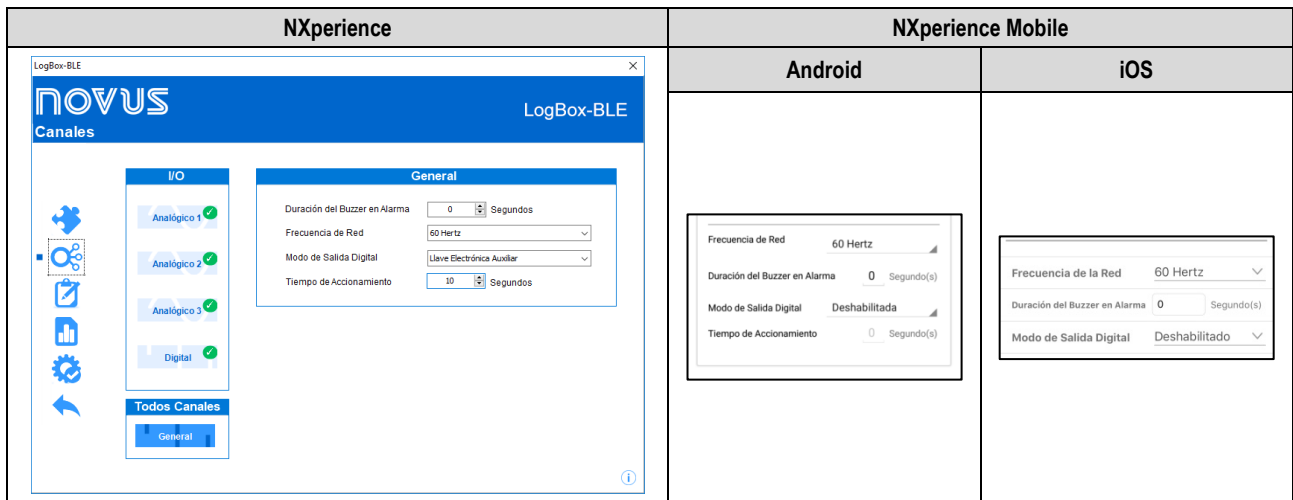 NXperience
NXperience Mobile
Android
iOS
LogBox-BLE
NOVUS
LogBox-BLE
Canales
I/O
Analógico 1
Analógico 2
Analógico 3
Digital
Todos Canales
General
General
Duración del Buzzer en Alarma 0 Segundos
Frecuencia de Red 60 Hertz
Modo de Salida Digital Llave Electrónica Auxiliar
Tiempo de Accionamiento 10 Segundos
Frecuencia de Red 60 Hertz
Duración del Buzzer en Alarma 0 Segundo(s)
Modo de Salida Digital Deshabilitada
Tiempo de Accionamiento 0 Segundo(s)
Frecuencia de la Red 60 Hertz
Duración del Buzzer en Alarma 0 Segundo(s)
Modo de Salida Digital Deshabilitado